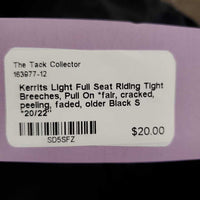 The Tack Collector
163977-12
Kerrits Light Full Seat Riding Tight
Breeches, Pull On *fair, cracked,
peeling, faded, older Black S
*20/22"
$20.00
SD5SFZ